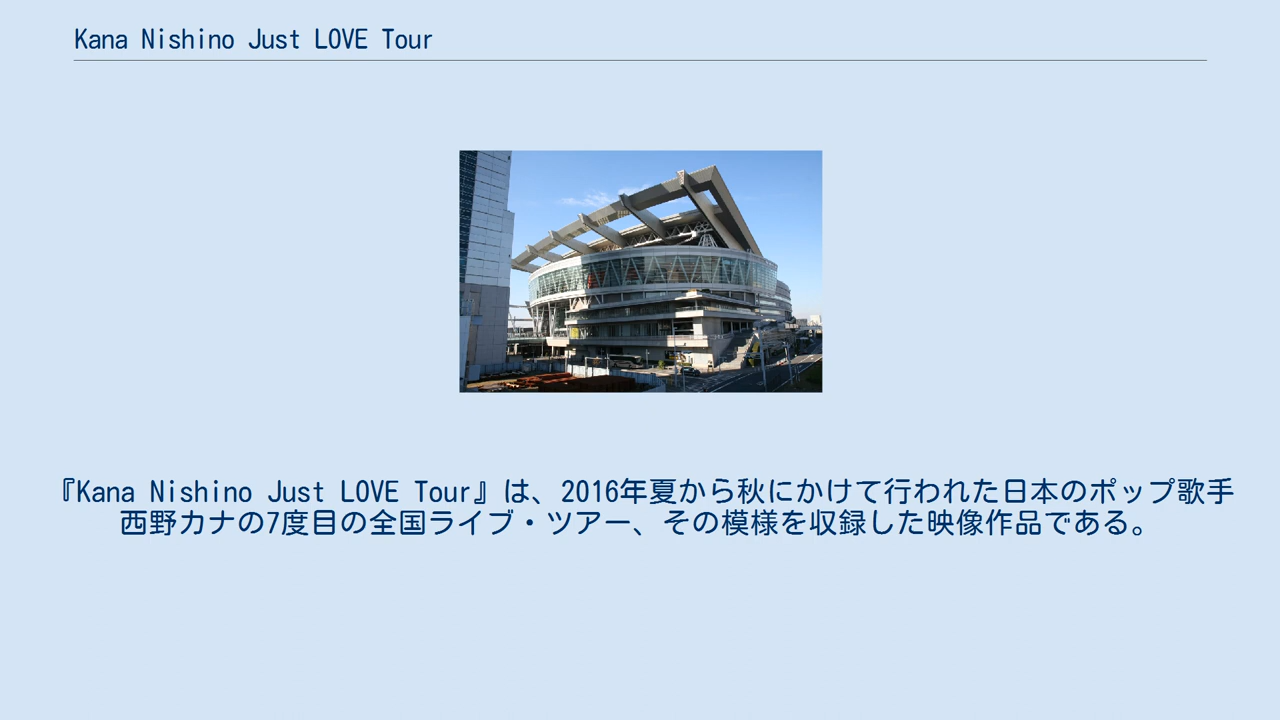 Kana Nishino Just LOVE Tour
『Kana Nishino Just LOVE Tour』は、2016年夏から秋にかけて行われた日本のポップ歌手
西野カナの7度目の全国ライブ・ツアー、その模様を収録した映像作品である。